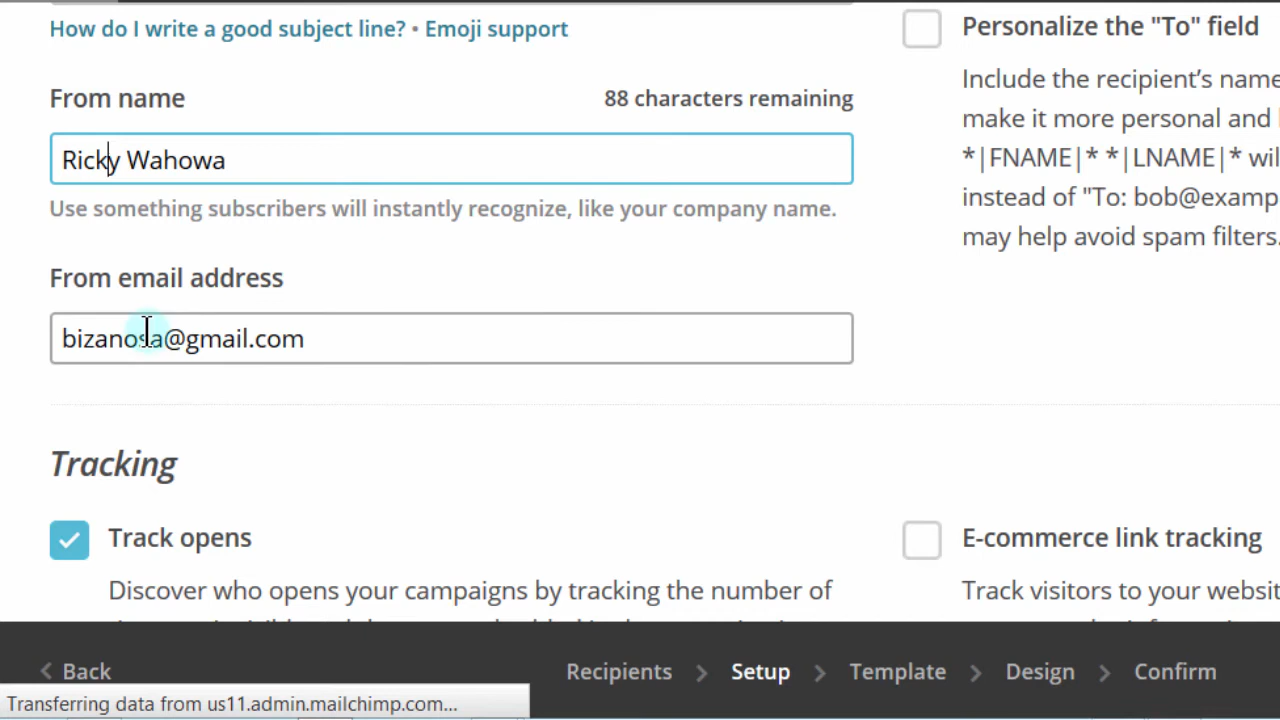 How do I write a good subject line? • Emoji support
From name
88 characters remaining
Ricky Wahowa
Use something subscribers will instantly recognize, like your company name.
From email address
bizanosa@gmail.com
Personalize the "To" field
Include the recipient's name
make it more personal and
*|FNAME|* *|LNAME|* will
instead of "To: bob@examp
may help avoid spam filters.
Tracking
Track opens
Discover who opens your campaigns by tracking the number of
E-commerce link tracking
Track visitors to your websi
Back
Recipients
Setup
Template
Design
Confirm
Transferring data from us11.admin.mailchimp.com...